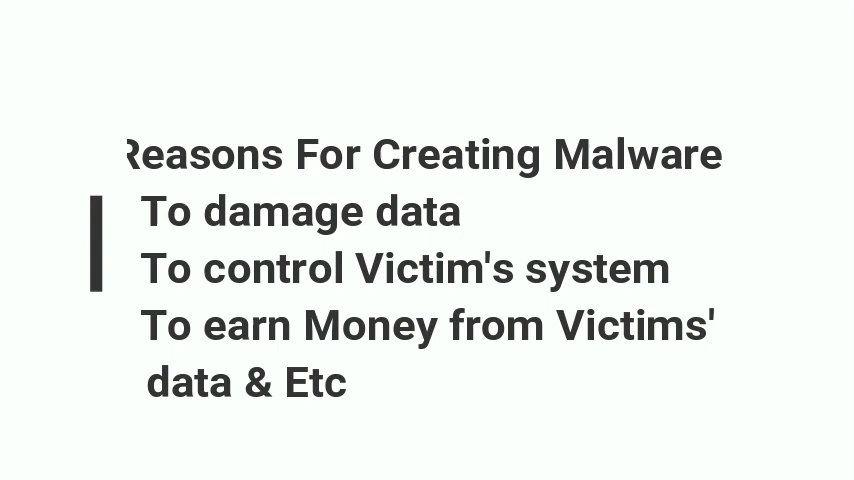 Reasons For Creating Malware
To damage data
To control Victim's system
To earn Money from Victims'
data & Etc